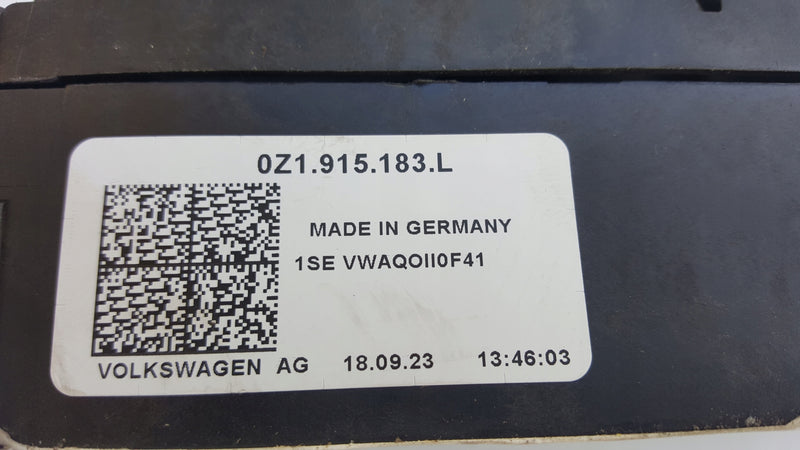 0Z1.915.183.L
MADE IN GERMANY
1SE VWAQOII0F41
VOLKSWAGEN AG 18.09.23 13:46:03